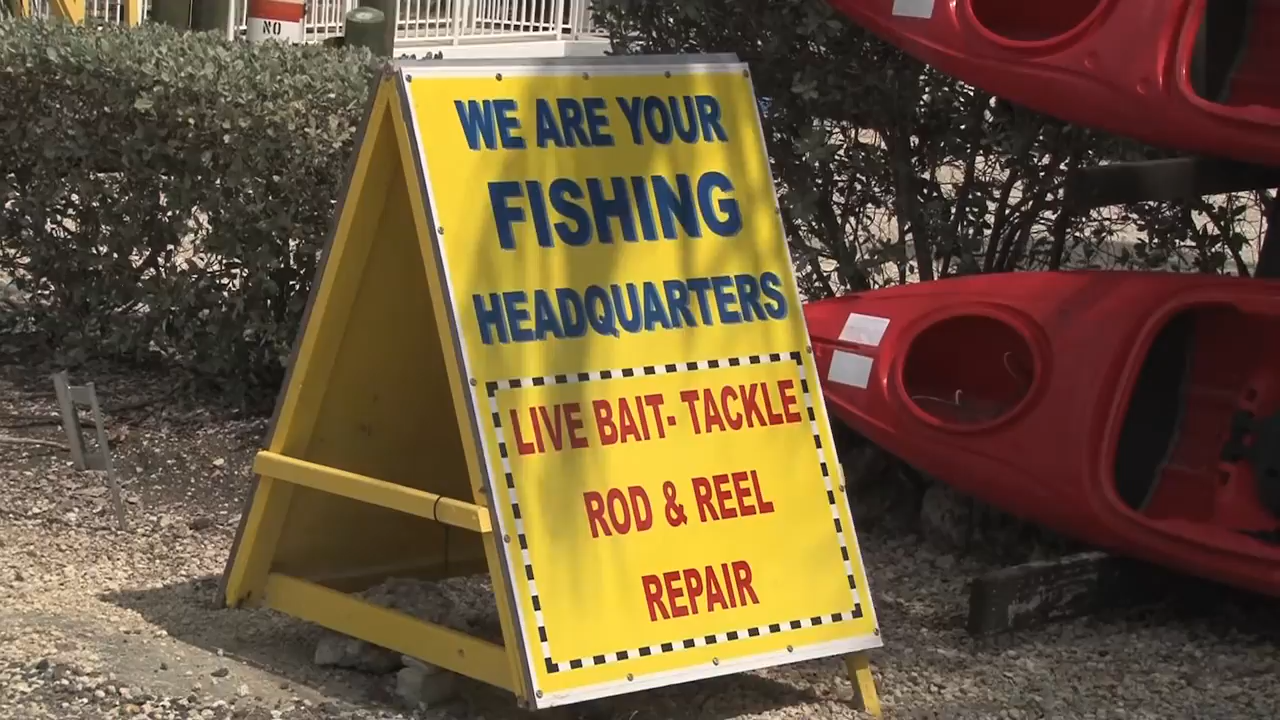 NO
WE ARE YOUR
FISHING
HEADQUARTERS
LIVE BAIT- TACKLE
ROD & REEL
REPAIR